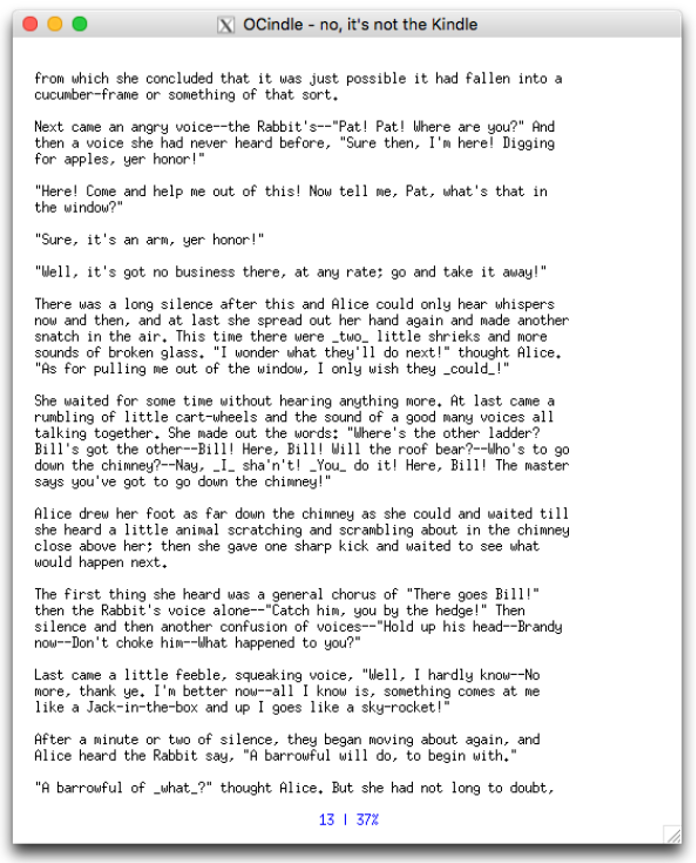 OCindle - no, it's not the Kindle
from which she concluded that it was just possible it had fallen into a
cucumber-frame or something of that sort.
Next came an angry voice--the Rabbit's--"Pat! Pat! Where are you?" And
then a voice she had never heard before, "Sure then, I'm here! Digging
for apples, yer honor!"
"Here! Come and help me out of this! Now tell me, Pat, what's that in
the window?"
"Sure, it's an arm, yer honor!"
"Well, it's got no business there, at any rate; go and take it away!"
There was a long silence after this and Alice could only hear whispers
now and then, and at last she spread out her hand again and made another
snatch in the air. This time there were _two_ little shrieks and more
sounds of broken glass. "I wonder what they'll do next!" thought Alice.
"As for pulling me out of the window, I only wish they _could_!"
She waited for some time without hearing anything more. At last came a
rumbling of little cart-wheels and the sound of a good many voices all
talking together. She made out the words: "Where's the other ladder?
Bill's got the other--Bill! Here, Bill! Will the roof bear?--Who's to go
down the chimney?--Nay, _I_ sha'n't! _You_ do it! Here, Bill! The master
says you've got to go down the chimney!"
Alice drew her foot as far down the chimney as she could and waited till
she heard a little animal scratching and scrambling about in the chimney
close above her; then she gave one sharp kick and waited to see what
would happen next.
The first thing she heard was a general chorus of "There goes Bill!"
then the Rabbit's voice alone--"Catch him, you by the hedge!" Then
silence and then another confusion of voices--"Hold up his head--Brandy
now--Don't choke him--What happened to you?"
Last came a little feeble, squeaking voice, "Well, I hardly know--No
more, thank ye. I'm better now--all I know is, something comes at me
like a Jack-in-the-box and up I goes like a sky-rocket!"
After a minute or two of silence, they began moving about again, and
Alice heard the Rabbit say, "A barrowful will do, to begin with."
"A barrowful of _what_?" thought Alice. But she had not long to doubt,
13 | 37%